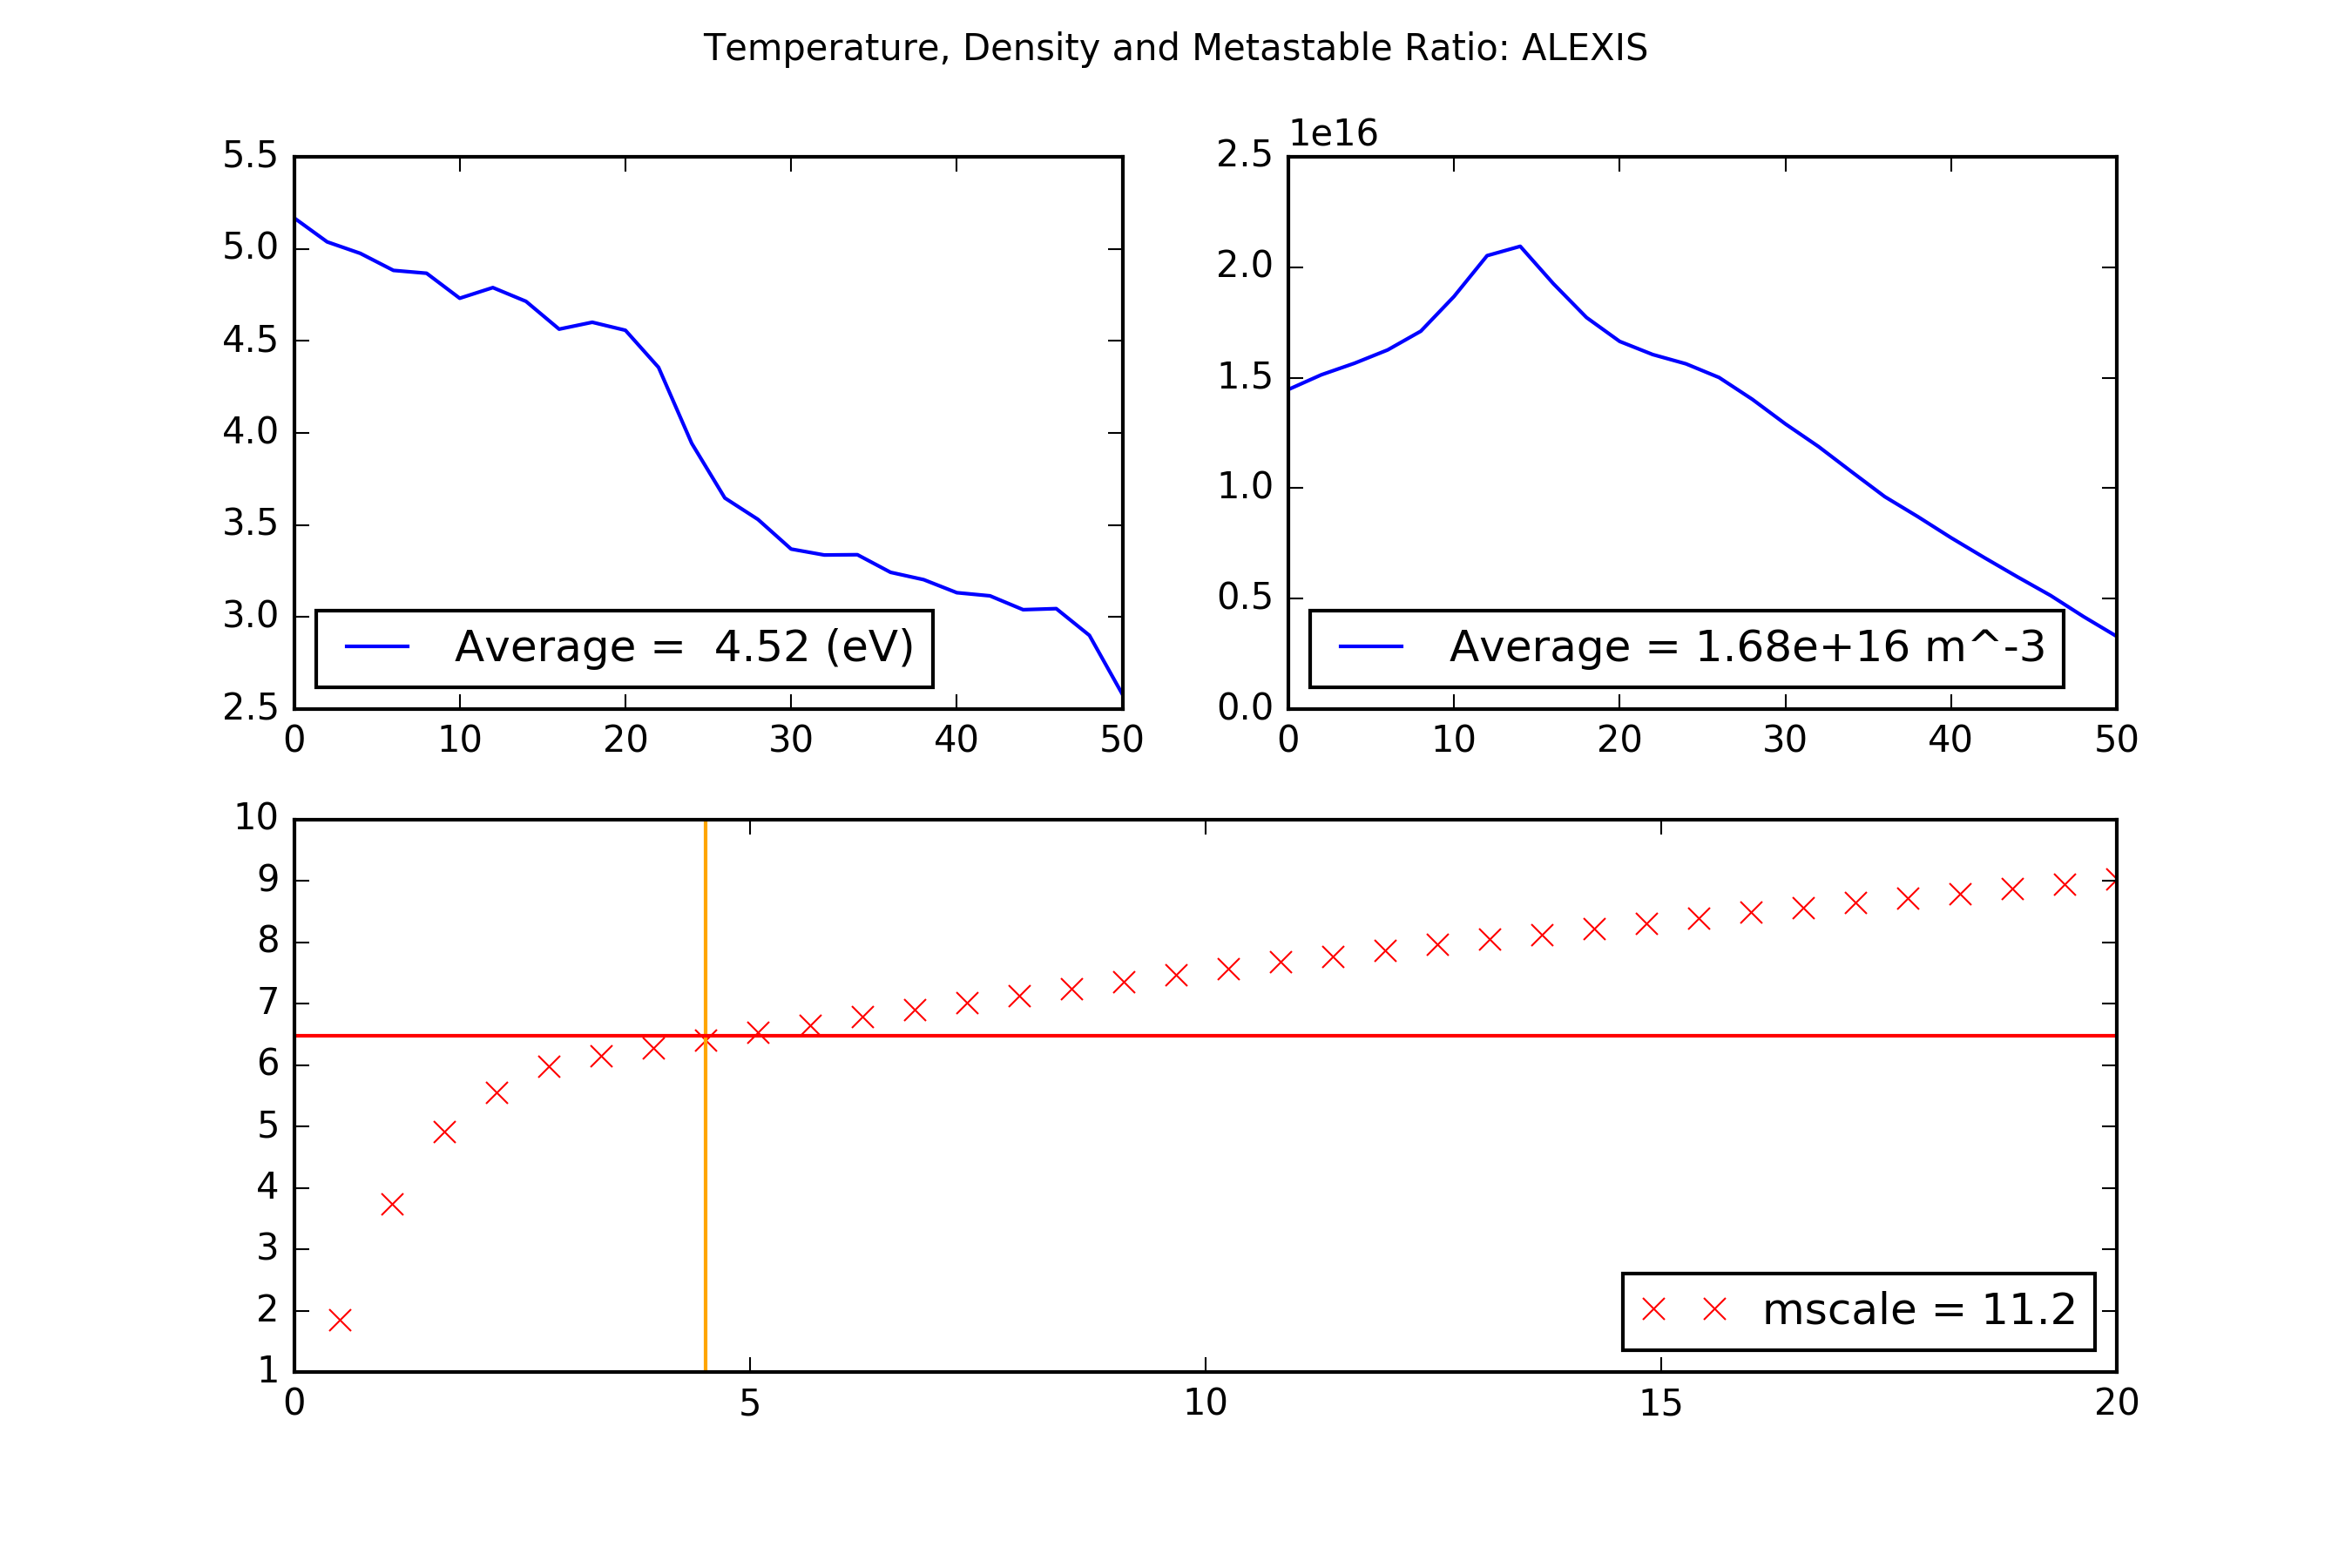 Temperature, Density and Metastable Ratio: ALEXIS
5.5
5.0
4.5
4.0
3.5
3.0
2.5
Average =  4.52 (eV)
0 10 20 30 40 50
1e16
2.5
2.0
1.5
1.0
0.5
0.0
Average = 1.68e+16 m^-3
0 10 20 30 40 50
10
9
8
7
6
5
4
3
2
1
mscale = 11.2
0 5 10 15 20